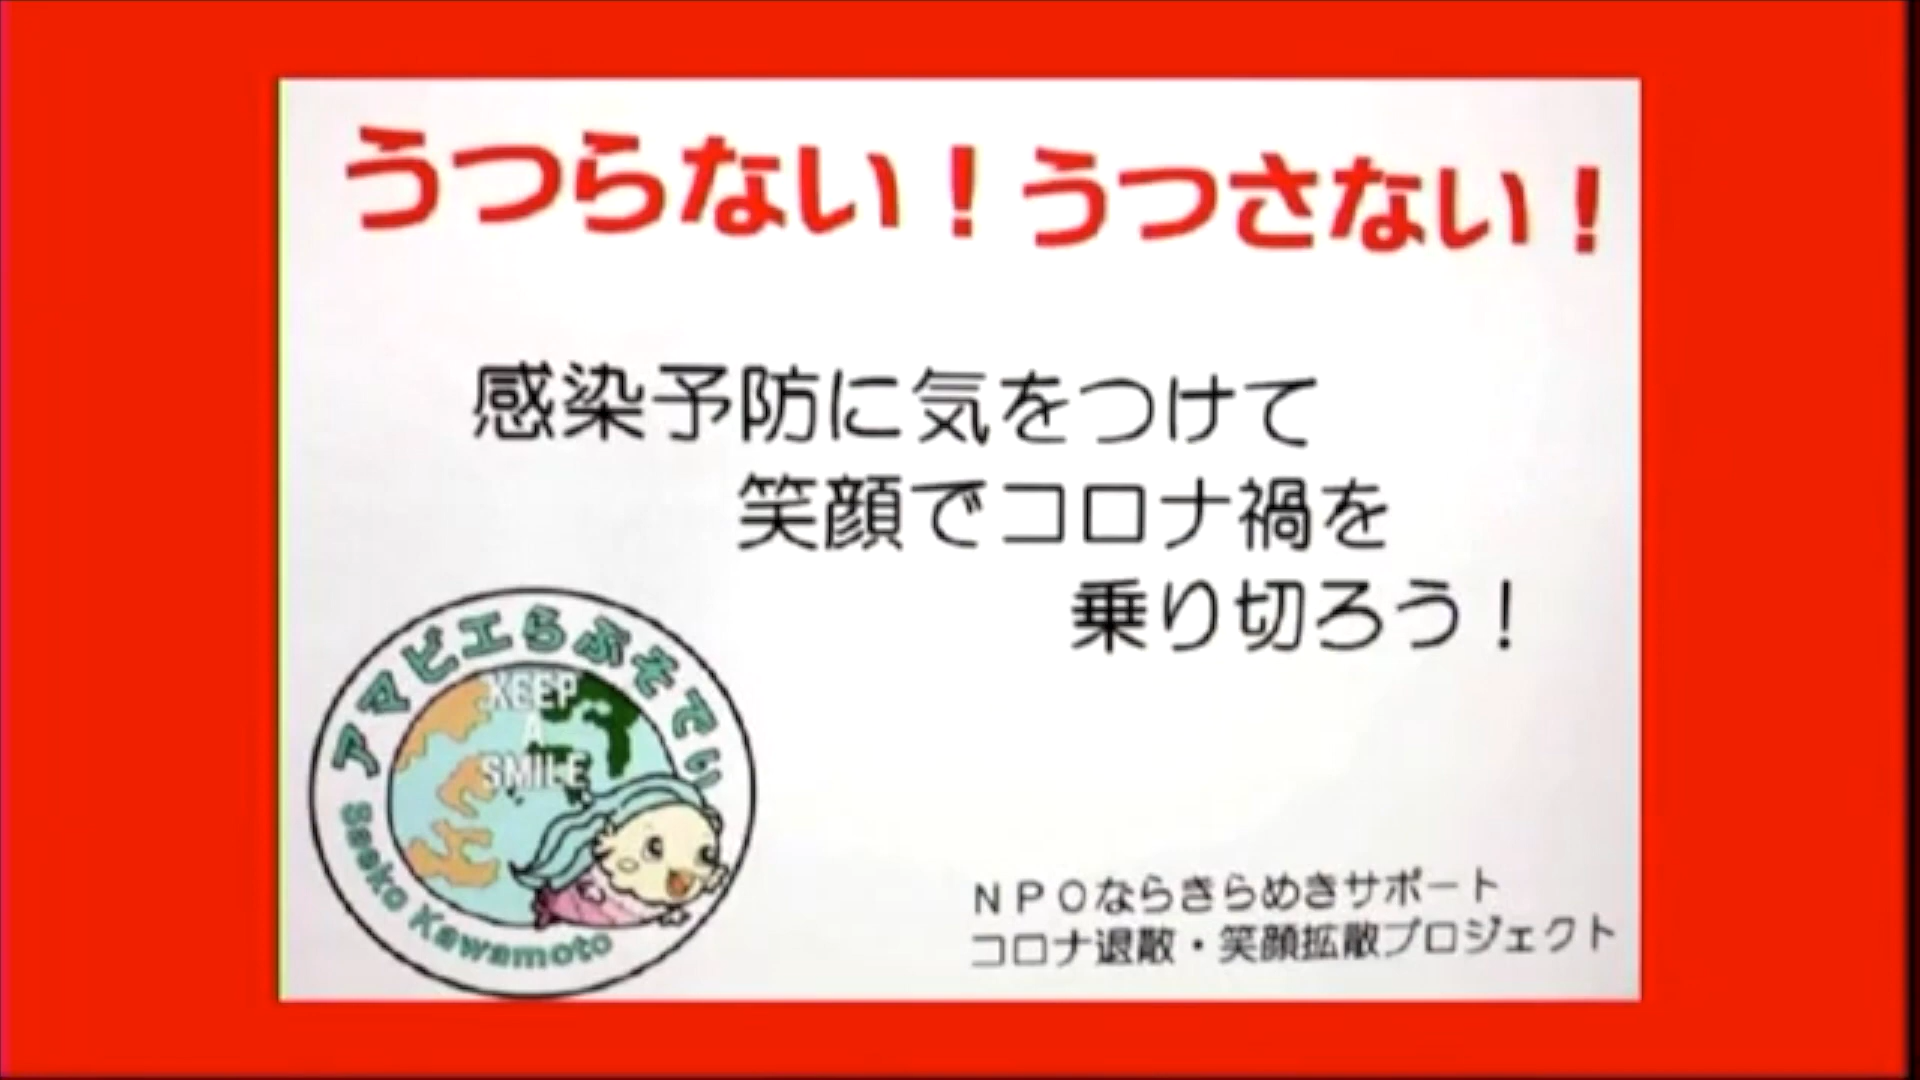 うつらない！うつさない！
感染予防に気をつけて
笑顔でコロナ禍を
乗り切ろう！
アマビエらぷそでぃ
KEEP
A
SMILE
Seeko Kawamoto
ＮＰＯならきらめきサポート
コロナ退散・笑顔拡散プロジェクト